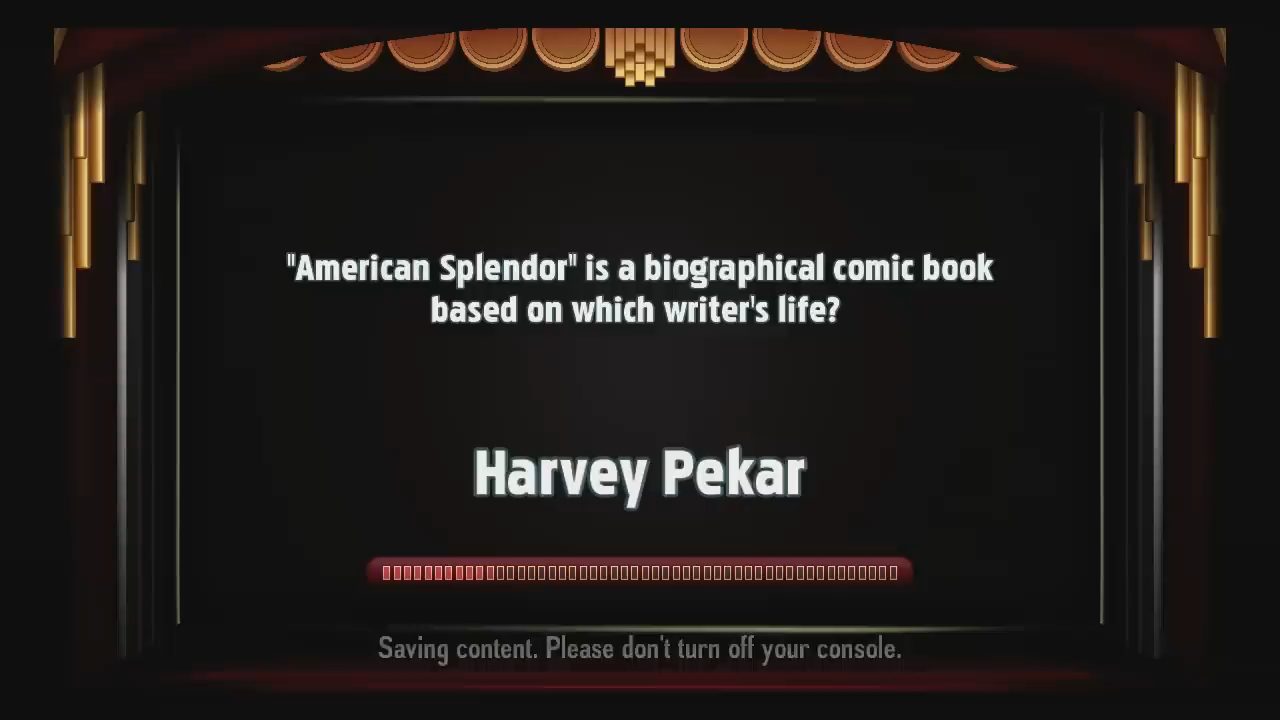 "American Splendor" is a biographical comic book
based on which writer's life?
Harvey Pekar
Saving content. Please don't turn off your console.